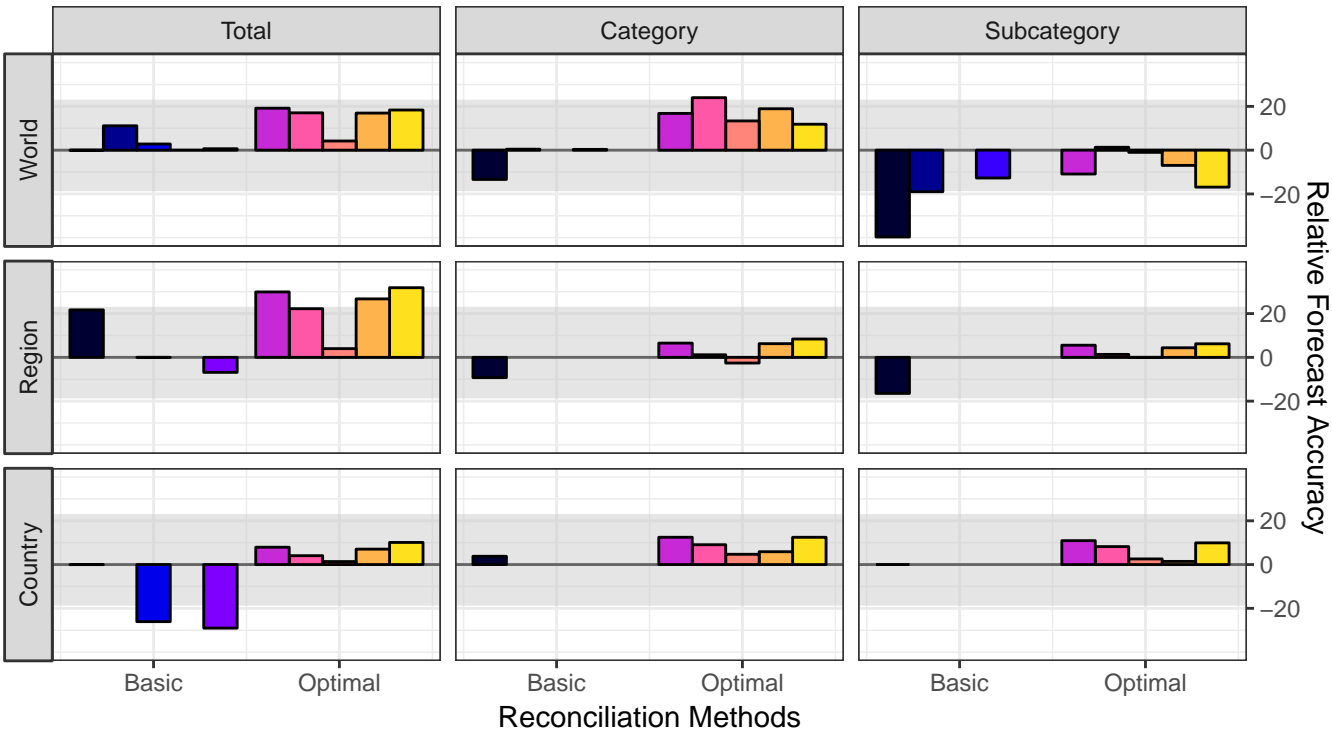 Total Category Subcategory
World
20
0
−20
Region
20
0
−20
Country
20
0
−20
Relative Forecast Accuracy
Basic Optimal Basic Optimal Basic Optimal
Reconciliation Methods